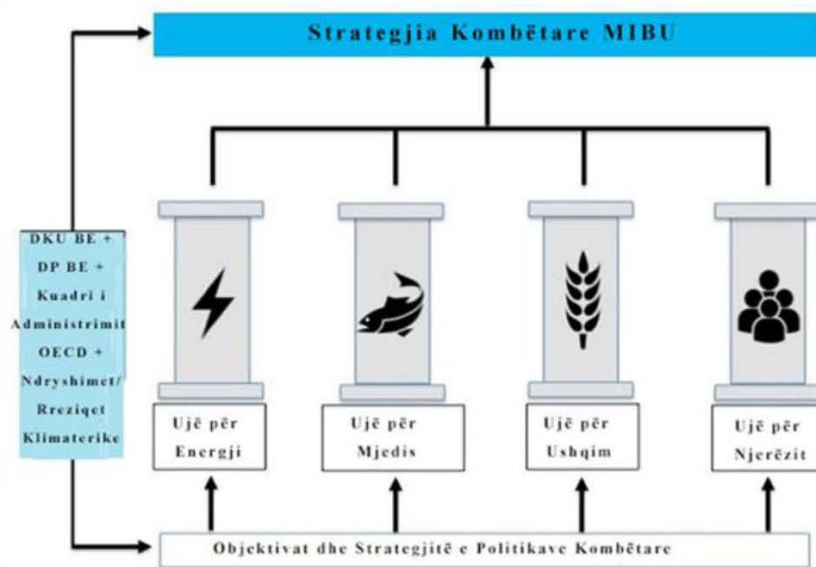 Strategjia Kombëtare MIBU
DKU BE +
DP BE +
Kuadri i
Administrimit
OECD +
Ndryshimet/
Rreziqet
Klimaterike
Ujë për
Energji
Ujë për
Mjedis
Ujë për
Ushqim
Ujë për
Njerëzit
Objektivat dhe Strategjitë e Politikave Kombëtare